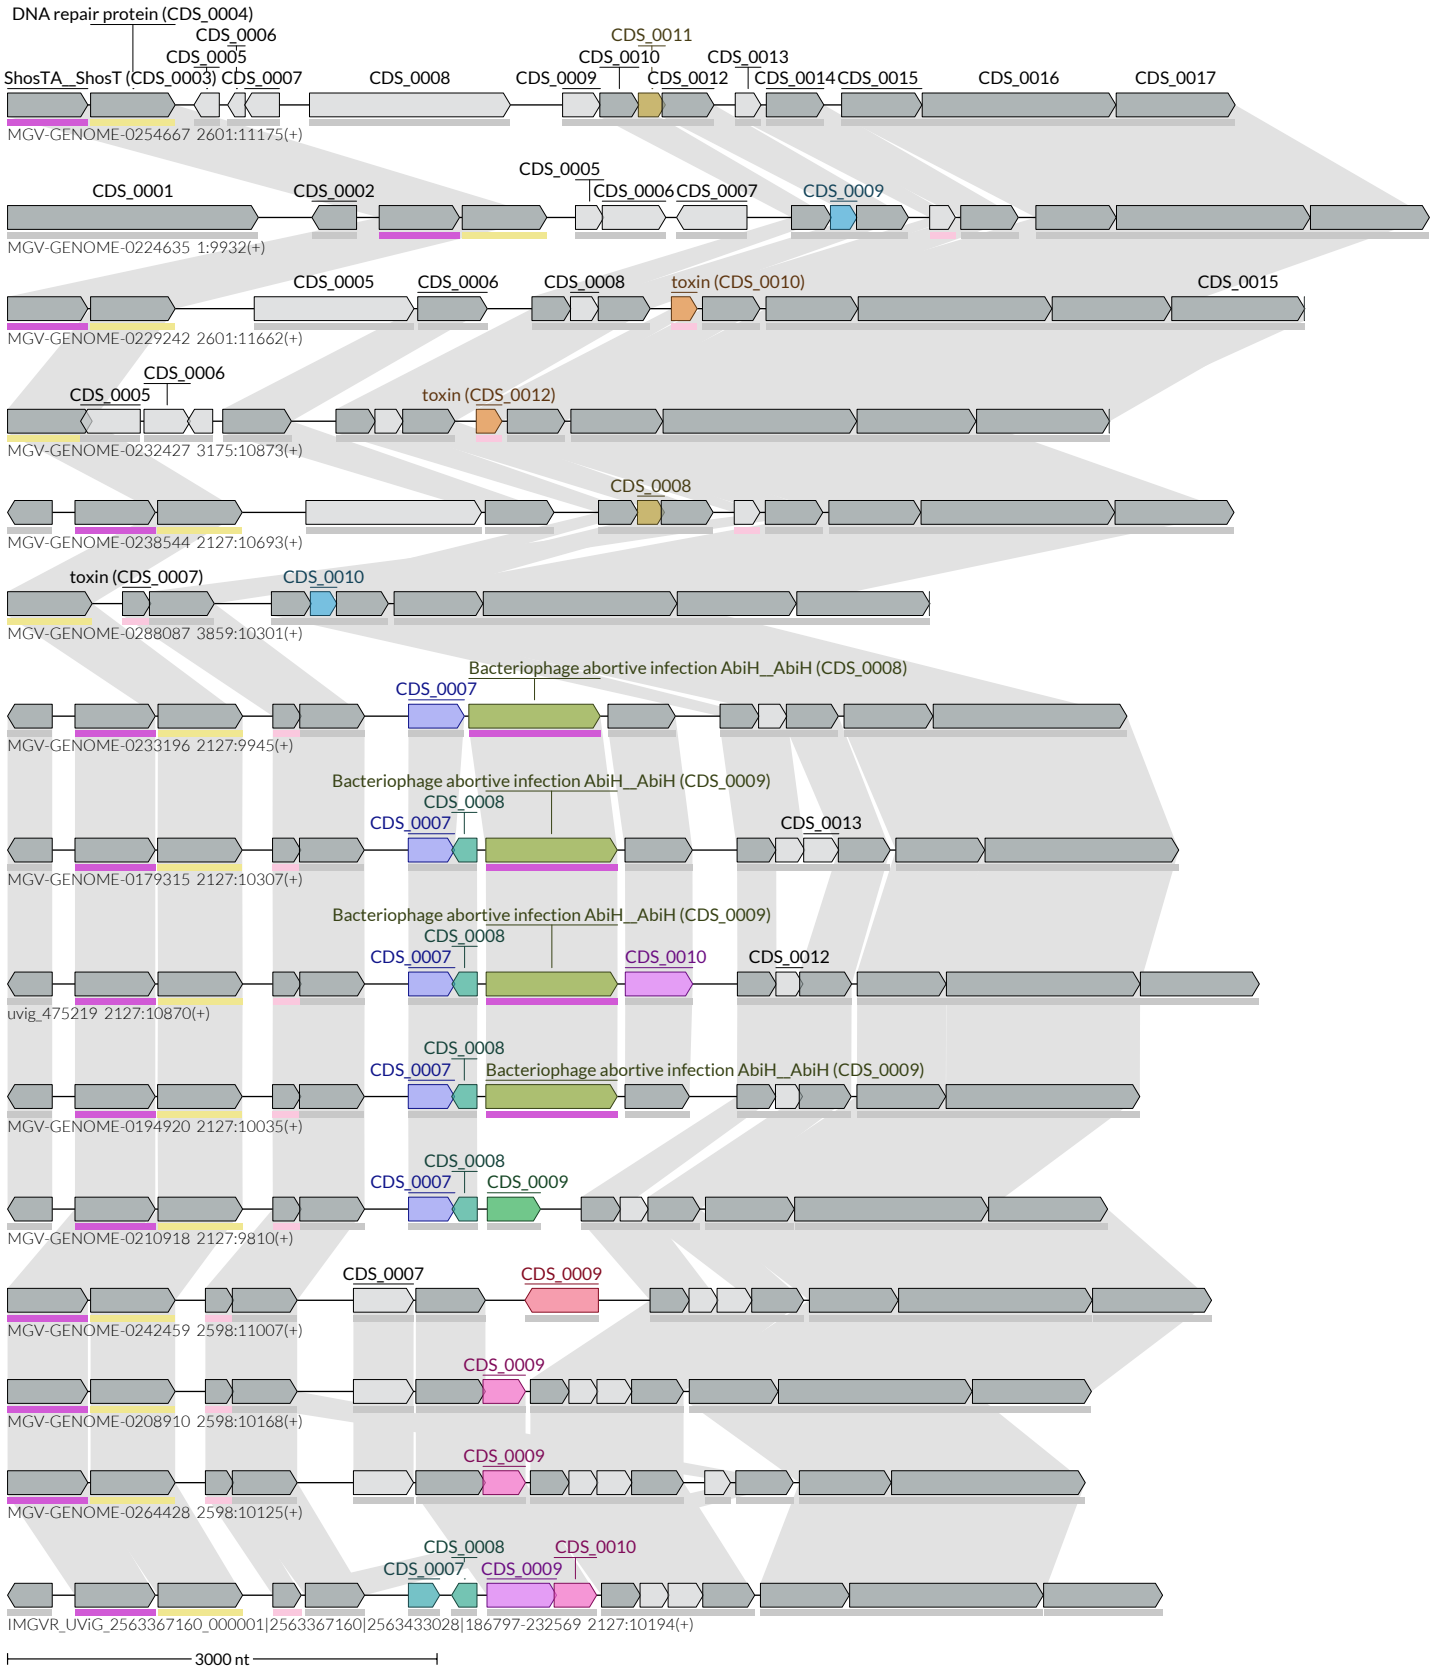 DNA repair protein (CDS_0004)
CDS_0006
CDS_0011
CDS_0005
CDS_0010
CDS_0013
ShosTA__ShosT (CDS_0003)
CDS_0007
CDS_0008
CDS_0009
CDS_0012
CDS_0014
CDS_0015
CDS_0016
CDS_0017
MGV-GENOME-0254667 2601:11175(+)
CDS_0005
CDS_0001
CDS_0002
CDS_0006
CDS_0007
CDS_0009
MGV-GENOME-0224635 1:9932(+)
CDS_0005
CDS_0006
CDS_0008
toxin (CDS_0010)
CDS_0015
MGV-GENOME-0229242 2601:11662(+)
CDS_0006
CDS_0005
toxin (CDS_0012)
MGV-GENOME-0232427 3175:10873(+)
CDS_0008
MGV-GENOME-0238544 2127:10693(+)
toxin (CDS_0007)
CDS_0010
MGV-GENOME-0288087 3859:10301(+)
Bacteriophage abortive infection AbiH__AbiH (CDS_0008)
CDS_0007
MGV-GENOME-0233196 2127:9945(+)
Bacteriophage abortive infection AbiH__AbiH (CDS_0009)
CDS_0008
CDS_0007
CDS_0013
MGV-GENOME-0179315 2127:10307(+)
Bacteriophage abortive infection AbiH__AbiH (CDS_0009)
CDS_0008
CDS_0007
CDS_0010
CDS_0012
uvig_475219 2127:10870(+)
CDS_0008
CDS_0007
Bacteriophage abortive infection AbiH__AbiH (CDS_0009)
MGV-GENOME-0194920 2127:10035(+)
CDS_0008
CDS_0007
CDS_0009
MGV-GENOME-0210918 2127:9810(+)
CDS_0007
CDS_0009
MGV-GENOME-0242459 2598:11007(+)
CDS_0009
MGV-GENOME-0208910 2598:10168(+)
CDS_0009
MGV-GENOME-0264428 2598:10125(+)
CDS_0008
CDS_0010
CDS_0007
CDS_0009
IMGVR_UViG_2563367160_000001|2563367160|2563433028|186797-232569 2127:10194(+)
3000 nt